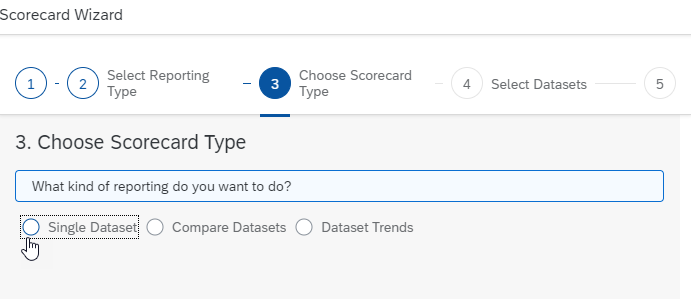 Scorecard Wizard
1 - 2 Select Reporting Type – 3 Choose Scorecard Type – 4 Select Datasets — 5
3. Choose Scorecard Type
What kind of reporting do you want to do?
Single Dataset Compare Datasets Dataset Trends